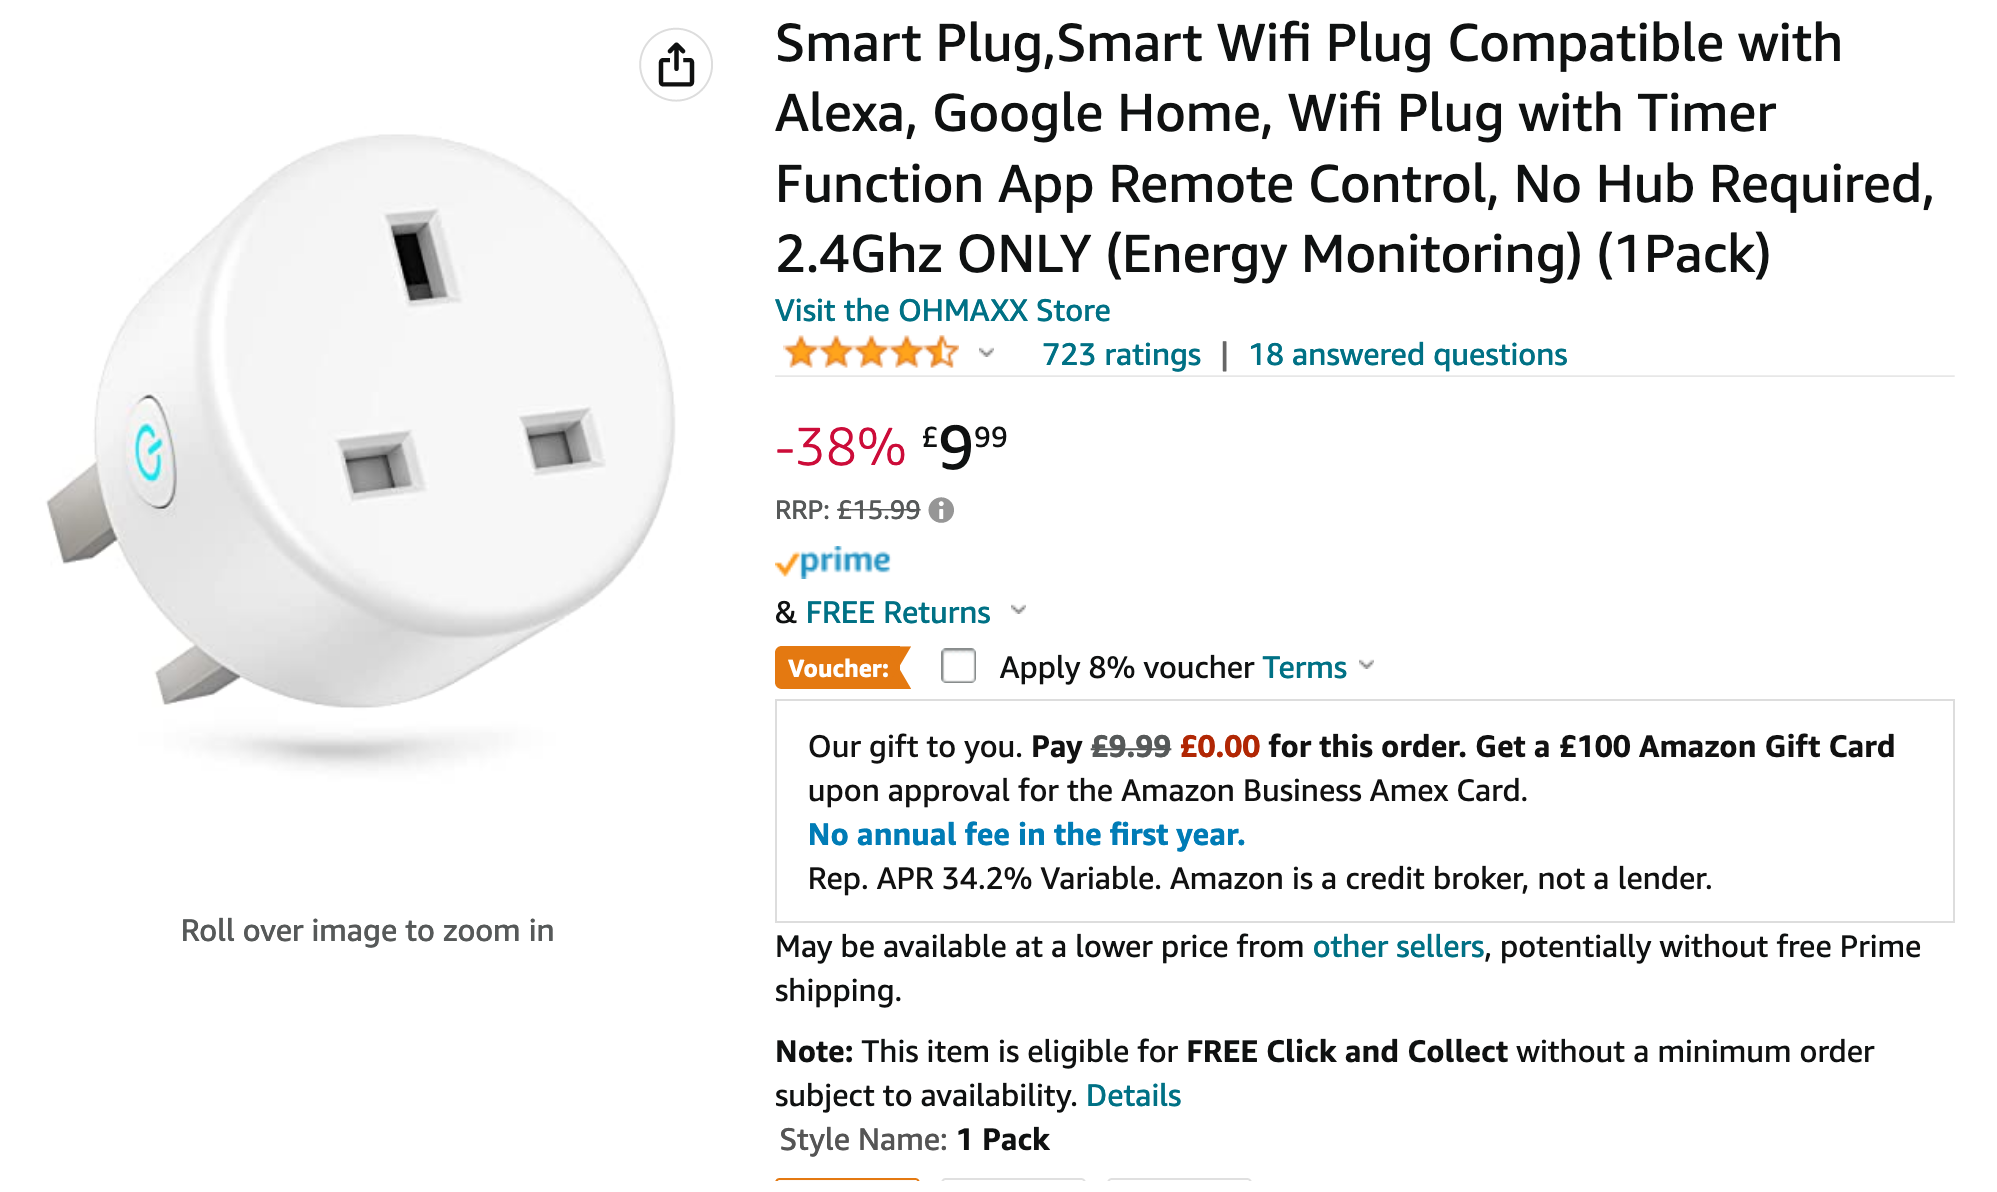 Smart Plug,Smart Wifi Plug Compatible with
Alexa, Google Home, Wifi Plug with Timer
Function App Remote Control, No Hub Required,
2.4Ghz ONLY (Energy Monitoring) (1Pack)
Visit the OHMAXX Store
723 ratings | 18 answered questions
-38% £9.99
RRP: £15.99
prime
& FREE Returns
Voucher: Apply 8% voucher Terms
Our gift to you. Pay £9.99 £0.00 for this order. Get a £100 Amazon Gift Card
upon approval for the Amazon Business Amex Card.
No annual fee in the first year.
Rep. APR 34.2% Variable. Amazon is a credit broker, not a lender.
May be available at a lower price from other sellers, potentially without free Prime
shipping.
Note: This item is eligible for FREE Click and Collect without a minimum order
subject to availability. Details
Style Name: 1 Pack
Roll over image to zoom in